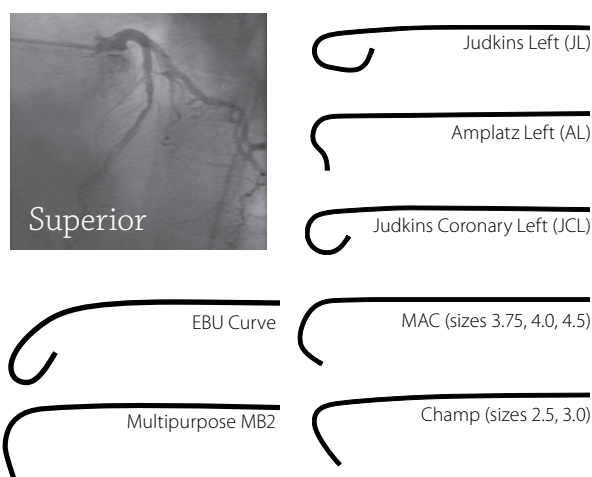 Superior
Judkins Left (JL)
Amplatz Left (AL)
Judkins Coronary Left (JCL)
EBU Curve
MAC (sizes 3.75, 4.0, 4.5)
Multipurpose MB2
Champ (sizes 2.5, 3.0)